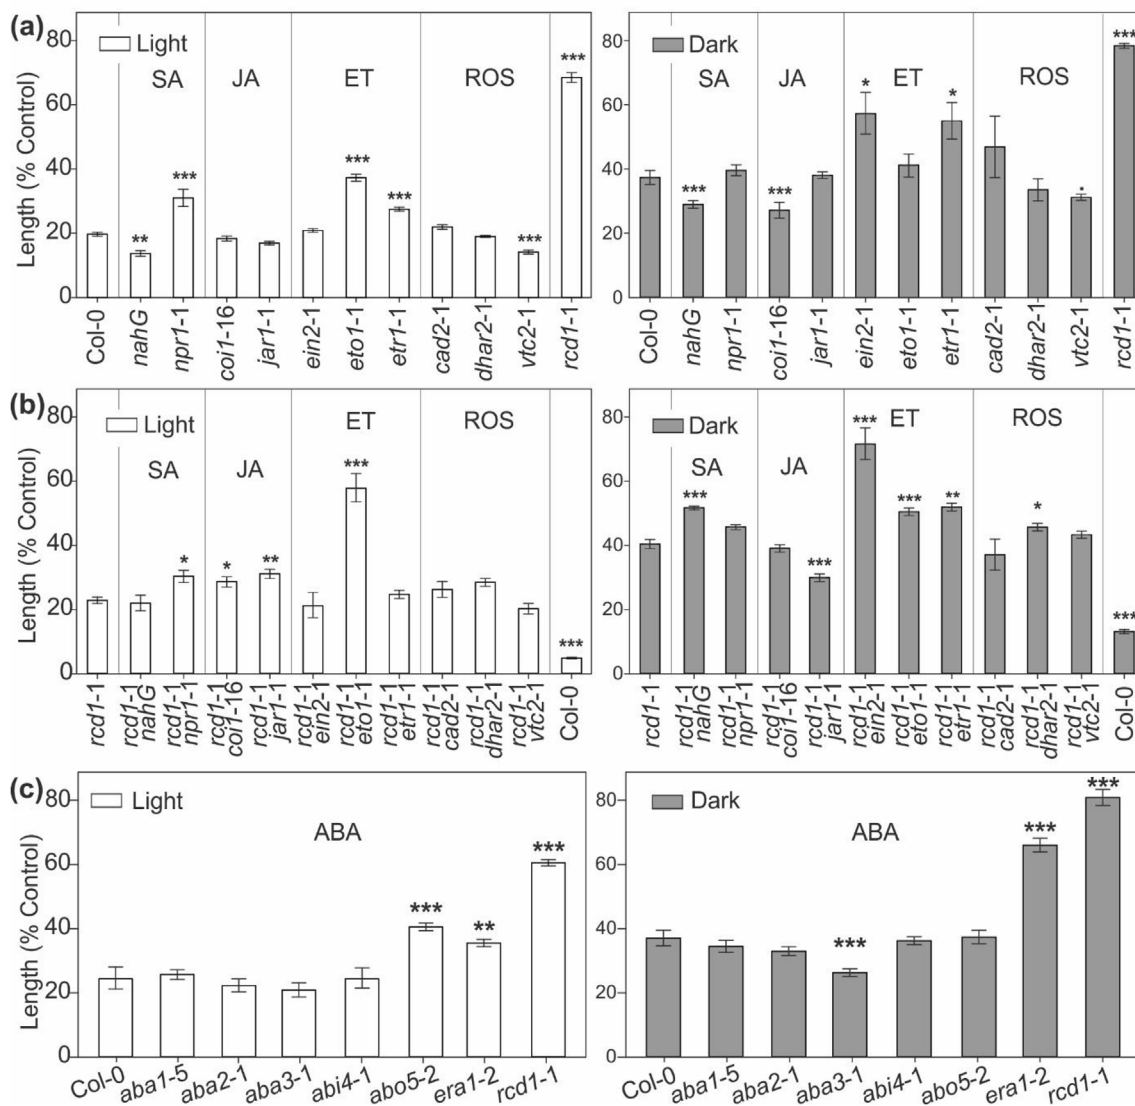 (a)
Length (% Control)
80
60
40
20
0
Light
SA
JA
ET
ROS
**
***
***
***
***
***
Col-0
nahG
npr1-1
coi1-16
jar1-1
ein2-1
eto1-1
etr1-1
cad2-1
dhar2-1
vtc2-1
rcd1-1
80
60
40
20
0
Dark
SA
JA
ET
ROS
***
***
*
*
.
***
Col-0
nahG
npr1-1
coi1-16
jar1-1
ein2-1
eto1-1
etr1-1
cad2-1
dhar2-1
vtc2-1
rcd1-1
(b)
Length (% Control)
80
60
40
20
0
Light
SA
JA
ET
ROS
*
*
**
***
***
rcd1-1
rcd1-1
nahG
rcd1-1
npr1-1
rcd1-1
coi1-16
rcd1-1
jar1-1
rcd1-1
ein2-1
rcd1-1
eto1-1
rcd1-1
etr1-1
rcd1-1
cad2-1
rcd1-1
dhar2-1
rcd1-1
vtc2-1
Col-0
80
60
40
20
0
Dark
SA
JA
ET
ROS
***
***
***
***
**
*
***
rcd1-1
rcd1-1
nahG
rcd1-1
npr1-1
rcd1-1
coi1-16
rcd1-1
jar1-1
rcd1-1
ein2-1
rcd1-1
eto1-1
rcd1-1
etr1-1
rcd1-1
cad2-1
rcd1-1
dhar2-1
rcd1-1
vtc2-1
Col-0
(c)
Length (% Control)
80
60
40
20
0
Light
ABA
***
**
***
Col-0
aba1-5
aba2-1
aba3-1
abi4-1
abo5-2
era1-2
rcd1-1
80
60
40
20
0
Dark
ABA
***
***
***
Col-0
aba1-5
aba2-1
aba3-1
abi4-1
abo5-2
era1-2
rcd1-1